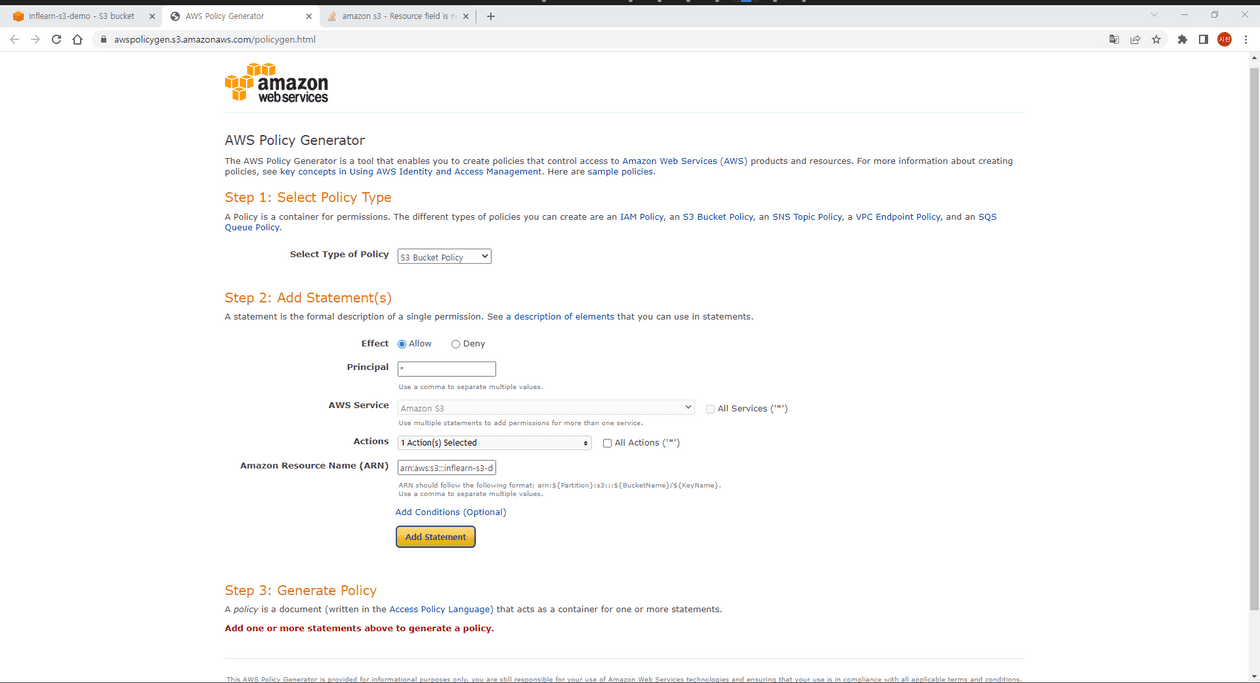 inflearn-s3-demo - S3 bucket
AWS Policy Generator
amazon s3 - Resource field is n
awspolicygen.s3.amazonaws.com/policygen.html
시진
amazon
web services
AWS Policy Generator
The AWS Policy Generator is a tool that enables you to create policies that control access to Amazon Web Services (AWS) products and resources. For more information about creating
policies, see key concepts in Using AWS Identity and Access Management. Here are sample policies.
Step 1: Select Policy Type
A Policy is a container for permissions. The different types of policies you can create are an IAM Policy, an S3 Bucket Policy, an SNS Topic Policy, a VPC Endpoint Policy, and an SQS
Queue Policy.
Select Type of Policy S3 Bucket Policy
Step 2: Add Statement(s)
A statement is the formal description of a single permission. See a description of elements that you can use in statements.
Effect Allow Deny
Principal *
Use a comma to separate multiple values.
AWS Service Amazon S3 All Services ('*')
Use multiple statements to add permissions for more than one service.
Actions 1 Action(s) Selected All Actions ('*')
Amazon Resource Name (ARN) arn:aws:s3:::inflearn-s3-d
ARN should follow the following format: arn:${Partition}:s3:::${BucketName}/${KeyName}.
Use a comma to separate multiple values.
Add Conditions (Optional)
Add Statement
Step 3: Generate Policy
A policy is a document (written in the Access Policy Language) that acts as a container for one or more statements.
Add one or more statements above to generate a policy.
This AWS Policy Generator is provided for informational purposes only, you are still responsible for your use of Amazon Web Services technologies and ensuring that your use is in compliance with all applicable terms and conditions.